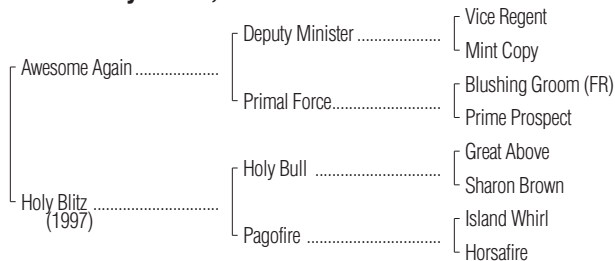 Vice Regent
Deputy Minister ....................
Mint Copy
Awesome Again ....................
Blushing Groom (FR)
Primal Force..........................
Prime Prospect
Great Above
Holy Bull ..............................
Sharon Brown
Holy Blitz ..............................
(1997)
Island Whirl
Pagofire ................................
Horsafire